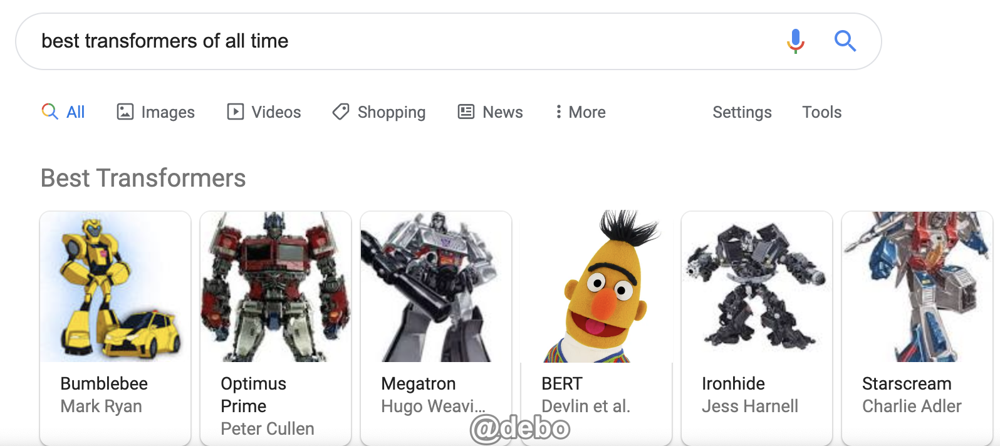 best transformers of all time
All Images Videos Shopping News More Settings Tools
Best Transformers
Bumblebee
Mark Ryan
Optimus
Prime
Peter Cullen
Megatron
Hugo Weavi...
BERT
Devlin et al.
Ironhide
Jess Harnell
Starscream
Charlie Adler
@debo